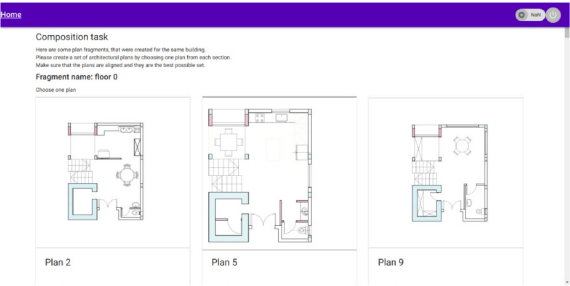 Home
NaN
Composition task
Here are some plan fragments, that were created for the same building
Please create a set of architectural plans by choosing one plan from each section.
Make sure that the plans are aligned and they are the best possible set.
Fragment name: floor 0
Choose one plan
Plan 2
Plan 5
Plan 9